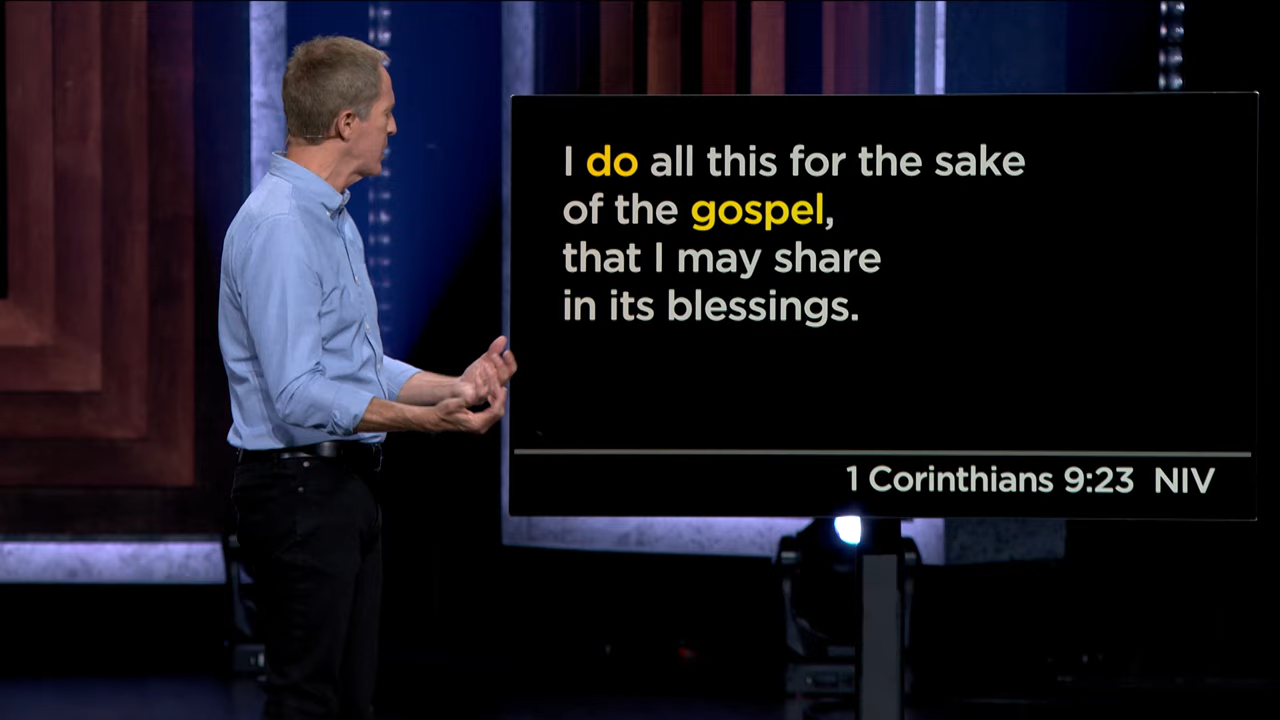 I do all this for the sake
of the gospel,
that I may share
in its blessings.
1 Corinthians 9:23 NIV